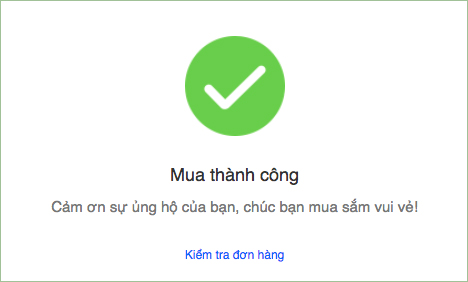 Mua thành công
Cảm ơn sự ủng hộ của bạn, chúc bạn mua sắm vui vẻ!
Kiểm tra đơn hàng